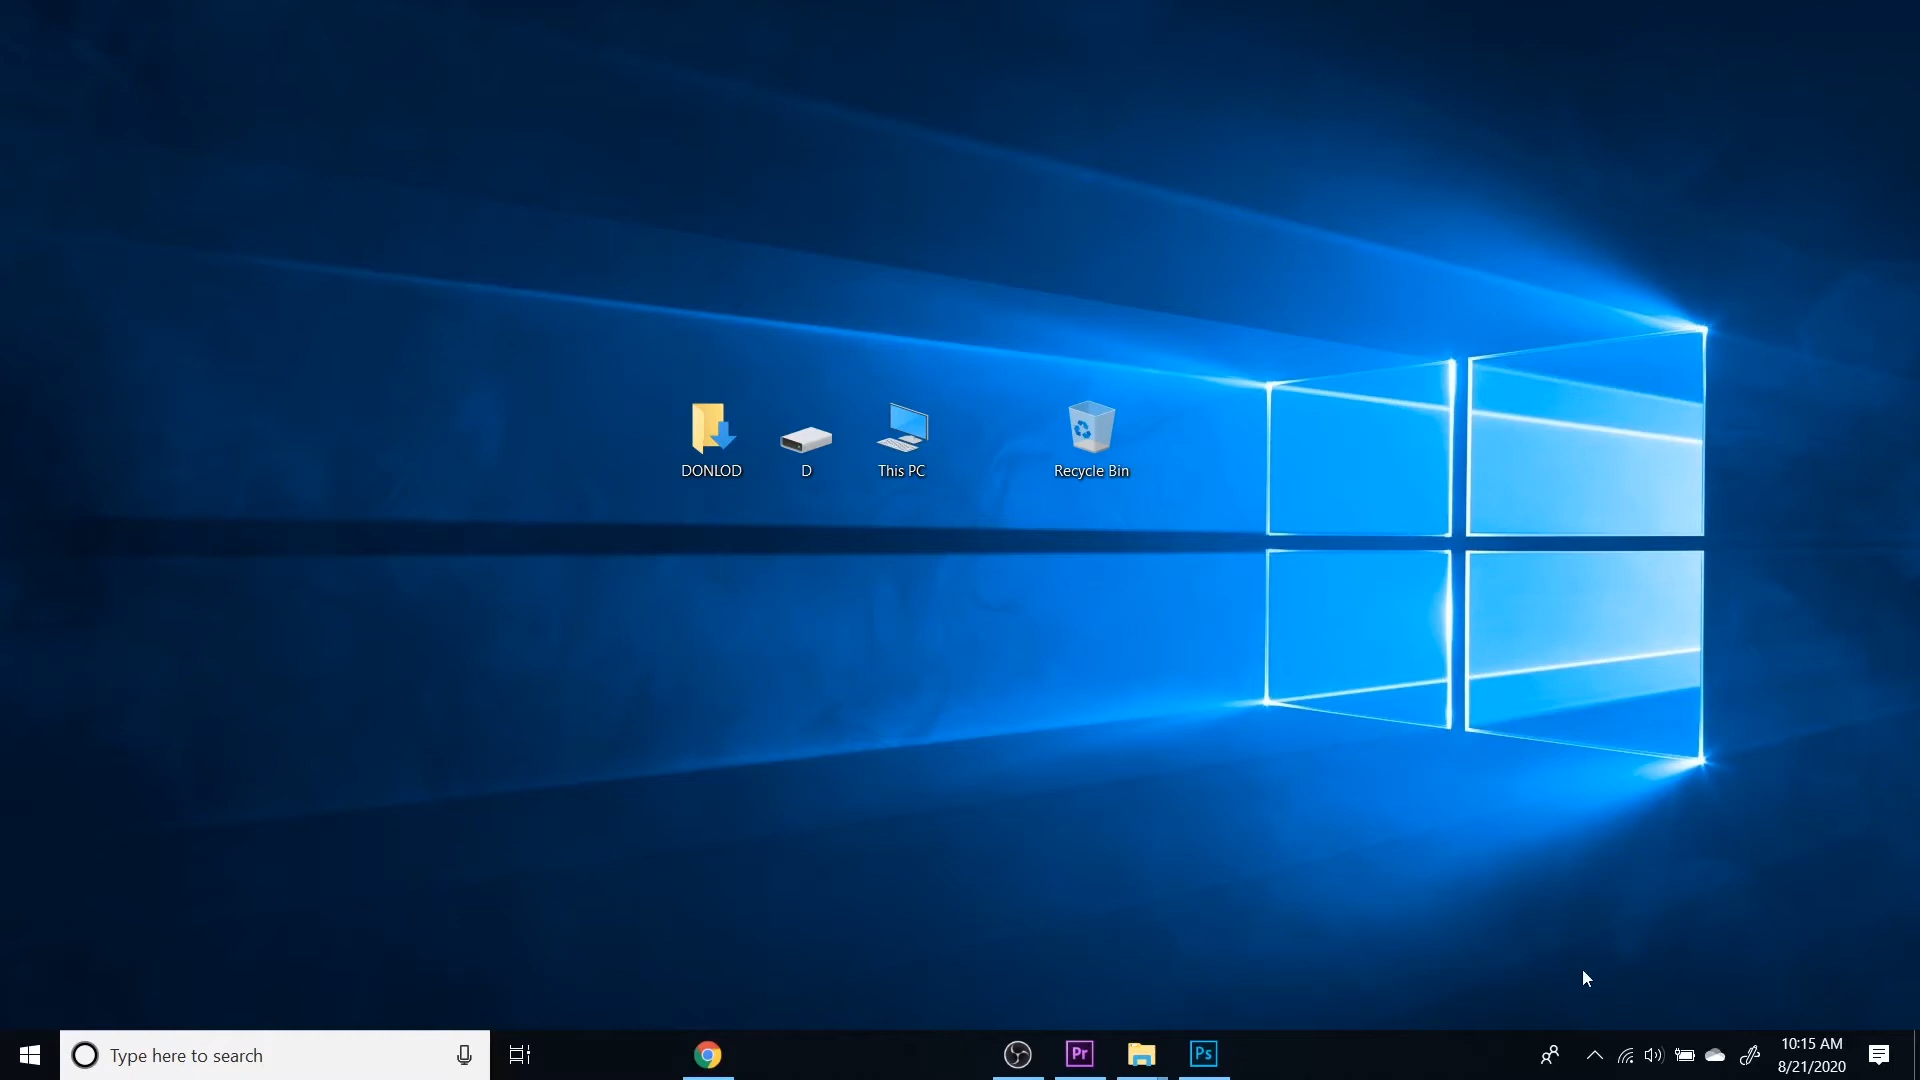 DONLOD
D
This PC
Recycle Bin
Type here to search
Pr
Ps
10:15 AM
8/21/2020